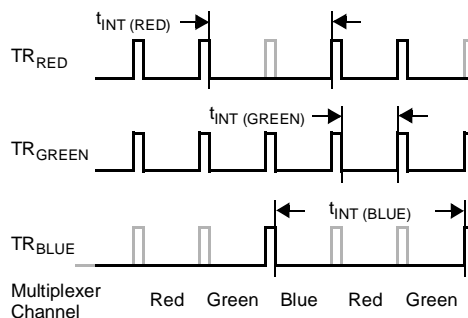 tINT (RED)
TRRED
tINT (GREEN)
TRGREEN
tINT (BLUE)
TRBLUE
Multiplexer Channel Red Green Blue Red Green